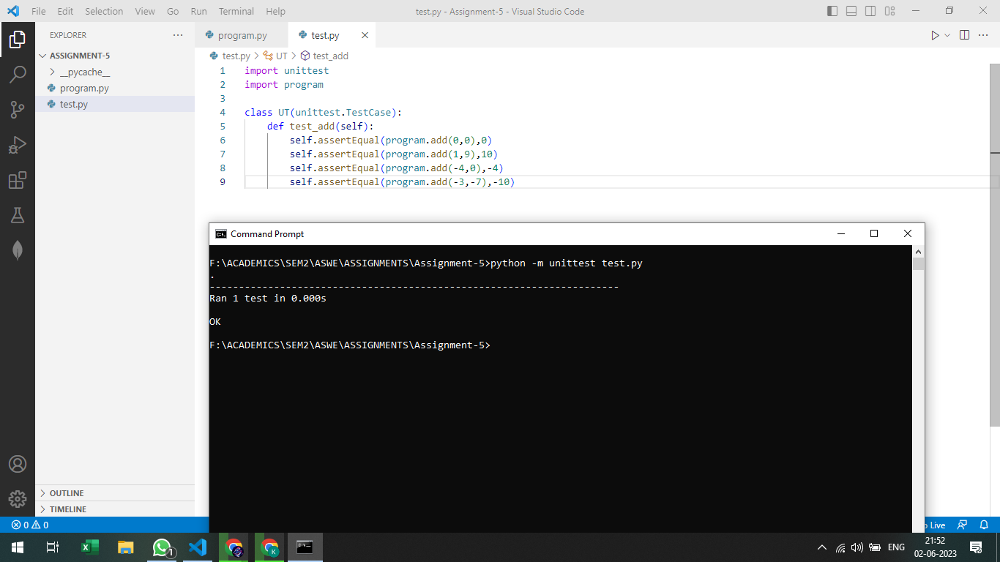 File Edit Selection View Go Run Terminal Help test.py - Assignment-5 - Visual Studio Code
EXPLORER
program.py test.py
ASSIGNMENT-5
__pycache__
program.py
test.py
test.py > UT > test_add
1 import unittest
2 import program
3
4 class UT(unittest.TestCase):
5 def test_add(self):
6 self.assertEqual(program.add(0,0),0)
7 self.assertEqual(program.add(1,9),10)
8 self.assertEqual(program.add(-4,0),-4)
9 self.assertEqual(program.add(-3,-7),-10)
Command Prompt
F:\ACADEMICS\SEM2\ASWE\ASSIGNMENTS\Assignment-5>python -m unittest test.py
.
----------------------------------------------------------------------
Ran 1 test in 0.000s
OK
F:\ACADEMICS\SEM2\ASWE\ASSIGNMENTS\Assignment-5>
OUTLINE
TIMELINE
0 0 Live
1 K ENG 21:52
02-06-2023